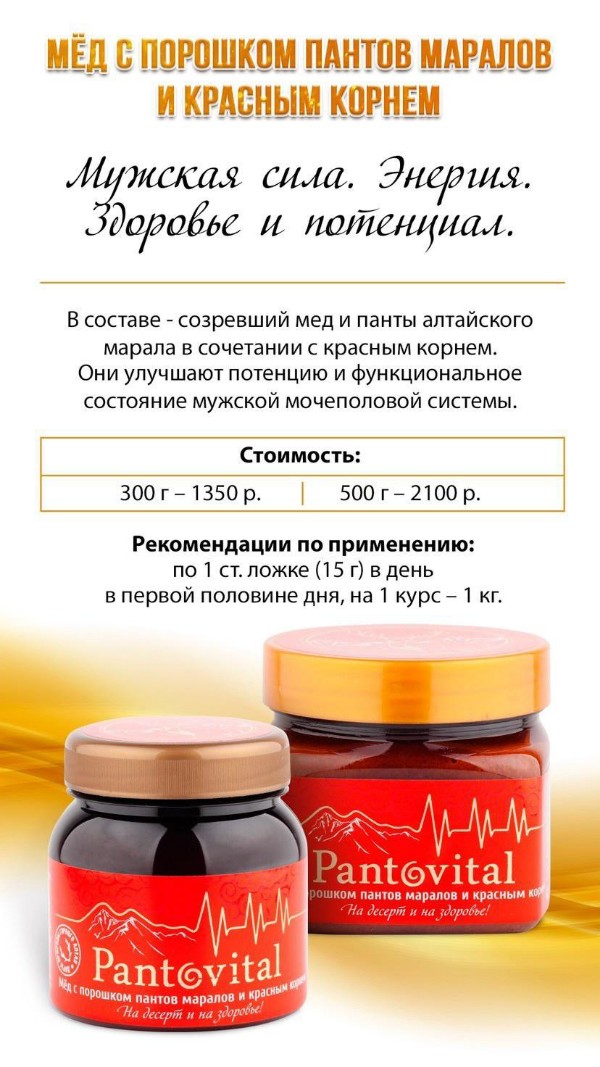 МЁД С ПОРОШКОМ ПАНТОВ МАРАЛОВ
И КРАСНЫМ КОРНЕМ
Мужская сила. Энергия.
Здоровье и потенциал.
В составе - созревший мед и панты алтайского
марала в сочетании с красным корнем.
Они улучшают потенцию и функциональное
состояние мужской мочеполовой системы.
Стоимость:
300 г – 1350 р. | 500 г – 2100 р.
Рекомендации по применению:
по 1 ст. ложке (15 г) в день
в первой половине дня, на 1 курс – 1 кг.
Pantovital
рошком пантов маралов и красным корн
На десерт и на здоровье!
Pantovital
Мёд с порошком пантов маралов и красным корнем
На десерт и на здоровье!